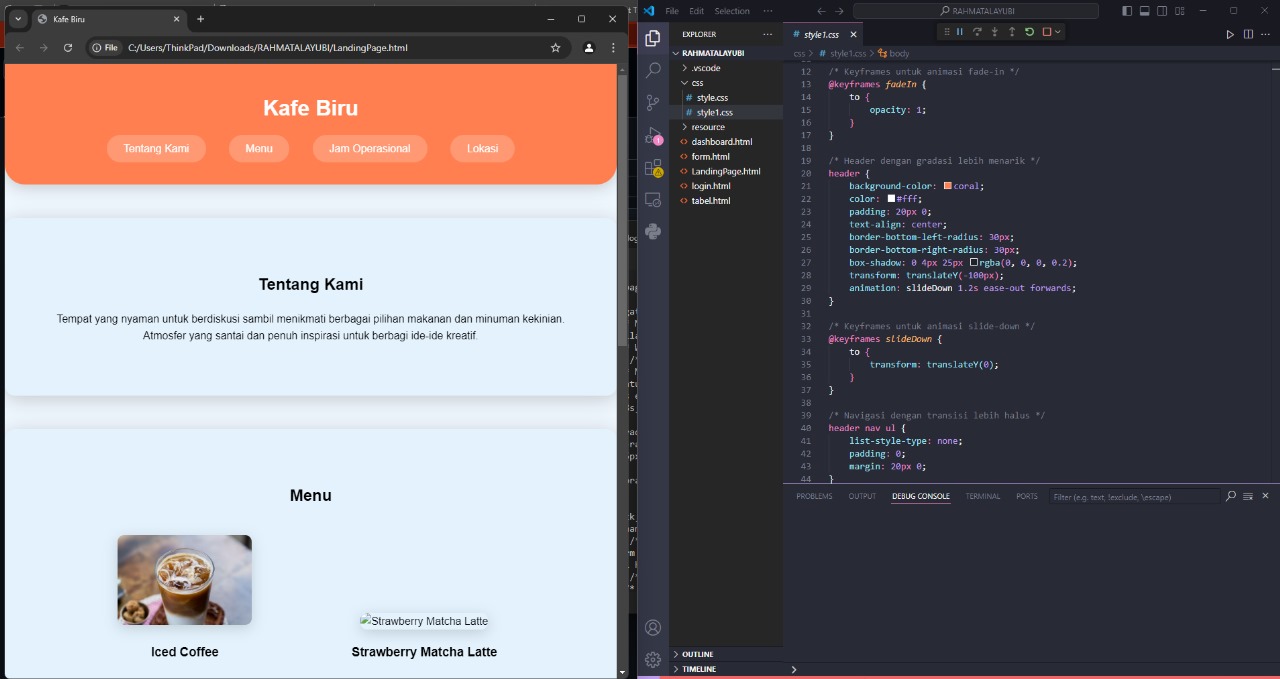 Kafe Biru
File
C:/Users/ThinkPad/Downloads/RAHMATALAYUBI/LandingPage.html
Kafe Biru
Tentang Kami
Menu
Jam Operasional
Lokasi
Tentang Kami
Tempat yang nyaman untuk berdiskusi sambil menikmati berbagai pilihan makanan dan minuman kekinian.
Atmosfer yang santai dan penuh inspirasi untuk berbagi ide-ide kreatif.
Menu
Strawberry Matcha Latte
Iced Coffee
Strawberry Matcha Latte
File Edit Selection ···
RAHMATALAYUBI
EXPLORER
RAHMATALAYUBI
.vscode
css
# style.css
# style1.css
resource
<> dashboard.html
<> form.html
<> LandingPage.html
<> login.html
<> tabel.html
OUTLINE
TIMELINE
# style1.css
css > # style1.css > body
12 /* Keyframes untuk animasi fade-in */
13 @keyframes fadeIn {
14 to {
15 opacity: 1;
16 }
17 }
18
19 /* Header dengan gradasi lebih menarik */
20 header {
21 background-color: coral;
22 color: #fff;
23 padding: 20px 0;
24 text-align: center;
25 border-bottom-left-radius: 30px;
26 border-bottom-right-radius: 30px;
27 box-shadow: 0 4px 25px rgba(0, 0, 0, 0.2);
28 transform: translateY(-100px);
29 animation: slideDown 1.2s ease-out forwards;
30 }
31
32 /* Keyframes untuk animasi slide-down */
33 @keyframes slideDown {
34 to {
35 transform: translateY(0);
36 }
37 }
38
39 /* Navigasi dengan transisi lebih halus */
40 header nav ul {
41 list-style-type: none;
42 padding: 0;
43 margin: 20px 0;
44 }
PROBLEMS OUTPUT DEBUG CONSOLE TERMINAL PORTS
Filter (e.g. text, !exclude, \escape)